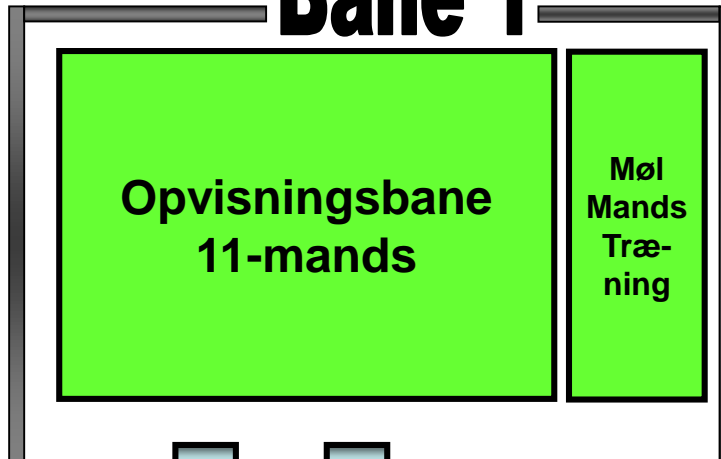 Bane 1
Opvisningsbane
11-mands
Møl
Mands
Træ-
ning